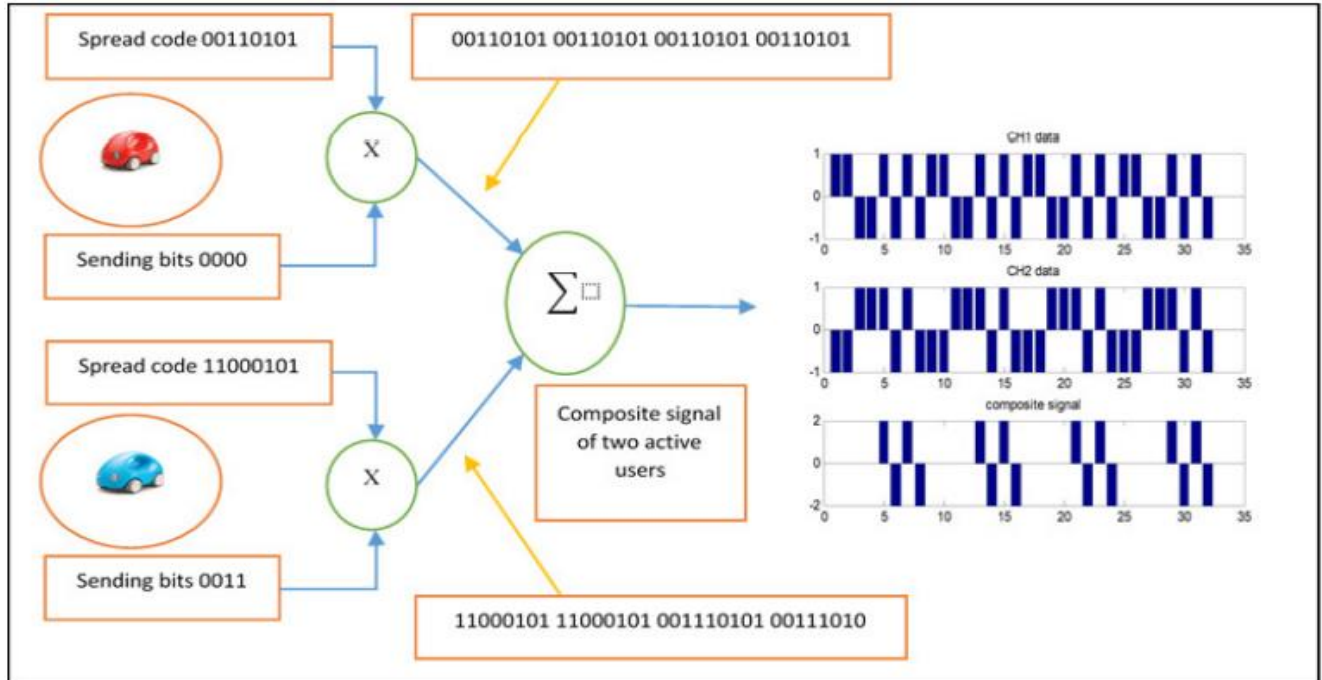 Spread code 00110101
00110101 00110101 00110101 00110101
X
Sending bits 0000
∑
Spread code 11000101
Composite signal
of two active
users
X
Sending bits 0011
11000101 11000101 001110101 00111010
CH1 data
1
0
-1
0 5 10 15 20 25 30 35
CH2 data
1
0
-1
0 5 10 15 20 25 30 35
composite signal
2
0
-2
0 5 10 15 20 25 30 35